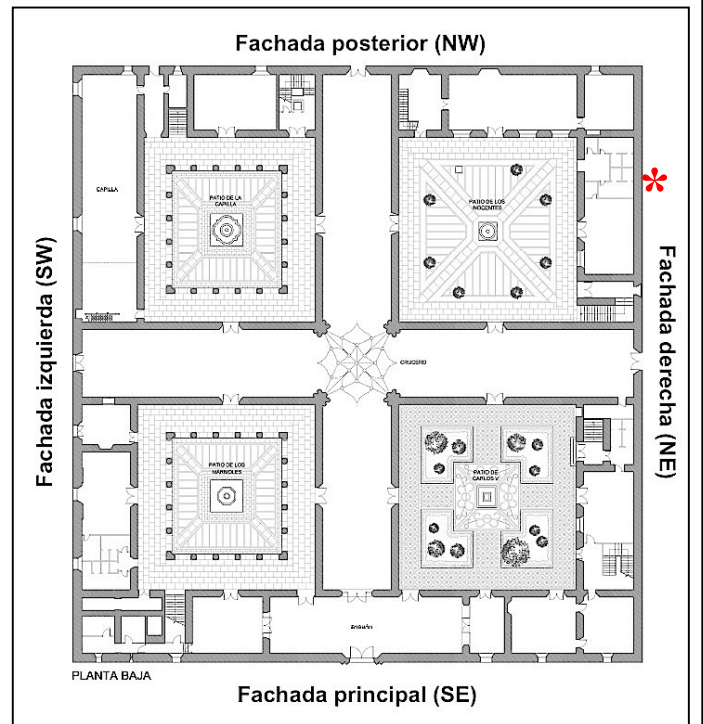 Fachada posterior (NW)
CAPILLA
PATIO DE LA
CAPILLA
PATIO DE LOS
INOCENTES
*
Fachada izquierda (SW)
Fachada derecha (NE)
CRUCERO
PATIO DE LOS
MÁRMOLES
PATIO DE
CARLOS V
ZAGUÁN
PLANTA BAJA
Fachada principal (SE)